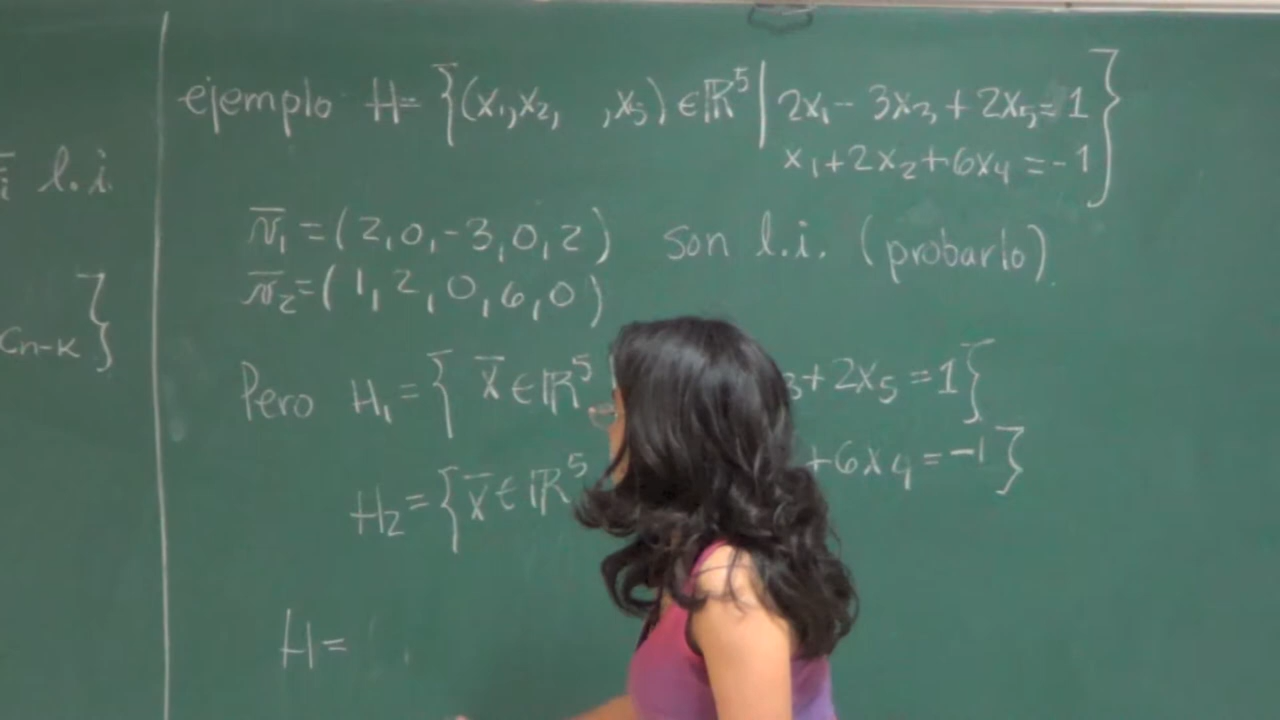 i l.i.
Cn-k }
ejemplo H= {(x₁,x₂,   ,x₅) ∈ ℝ⁵ | 2x₁ - 3x₃ + 2x₅ = 1
x₁+2x₂+6x₄ = -1 }
n̅₁ = (2,0,-3,0,2) son l.i. (probarlo)
n̅₂ = (1,2,0,6,0)
Pero H₁ = { x̅ ∈ ℝ⁵ 3+2x₅ = 1}
H₂ = { x̅ ∈ ℝ⁵ +6x₄ = -1 }
H =